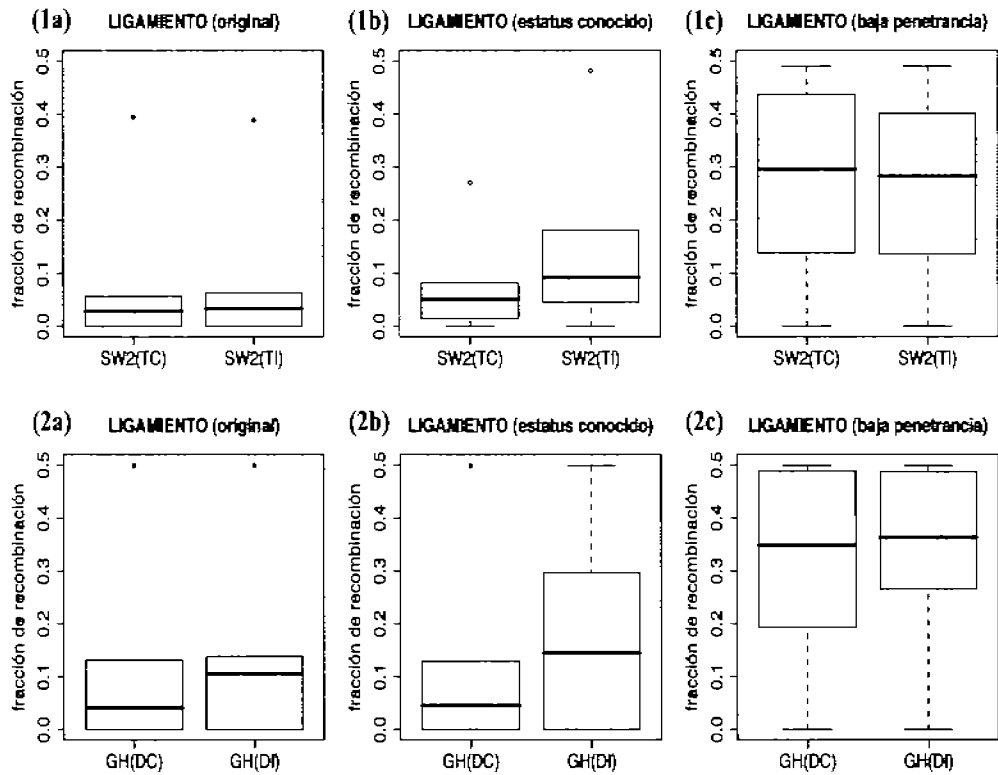 (1a) LIGAMIENTO (original)
fracción de recombinación
0.5
0.4
0.3
0.2
0.1
0.0
SW2(TC) SW2(TI)
(1b) LIGAMIENTO (estatus conocido)
fracción de recombinación
0.5
0.4
0.3
0.2
0.1
0.0
SW2(TC) SW2(TI)
(1c) LIGAMIENTO (baja penetrancia)
fracción de recombinación
0.5
0.4
0.3
0.2
0.1
0.0
SW2(TC) SW2(TI)
(2a) LIGAMIENTO (original)
fracción de recombinación
0.5
0.4
0.3
0.2
0.1
0.0
GH(DC) GH(DI)
(2b) LIGAMIENTO (estatus conocido)
fracción de recombinación
0.5
0.4
0.3
0.2
0.1
0.0
GH(DC) GH(DI)
(2c) LIGAMIENTO (baja penetrancia)
fracción de recombinación
0.5
0.4
0.3
0.2
0.1
0.0
GH(DC) GH(DI)